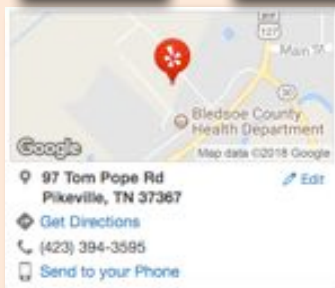 127
Main St
30
Bledsoe County
Health Department
Google
Map data ©2018 Google
97 Tom Pope Rd
Edit
Pikeville, TN 37367
Get Directions
(423) 394-3595
Send to your Phone